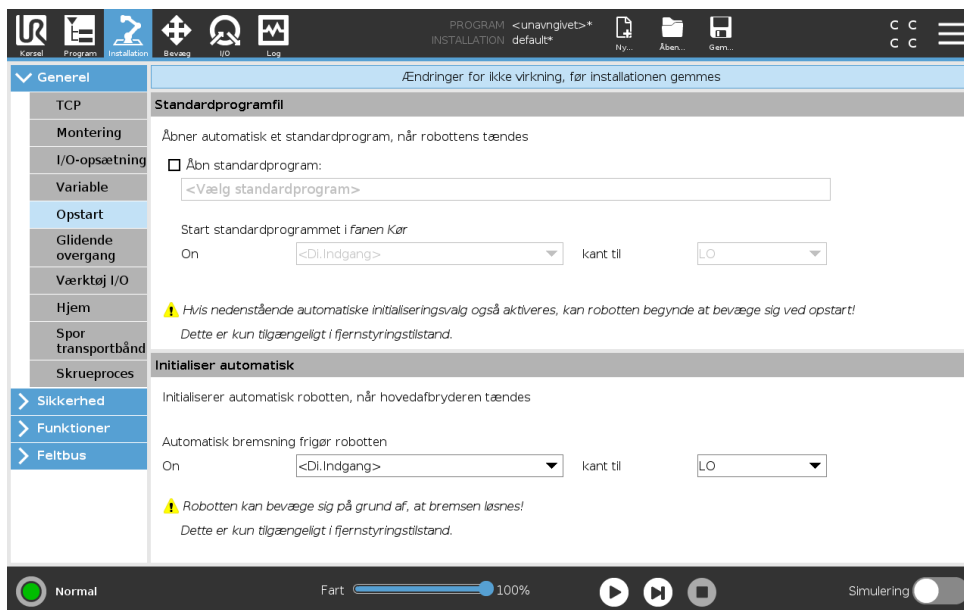 PROGRAM <unavngivet>*
INSTALLATION default*
Kørsel
Program
Installation
Bevæg
I/O
Log
Ny...
Åben...
Gem...
C C
C C
Generel
TCP
Montering
I/O-opsætning
Variable
Opstart
Glidende
overgang
Værktøj I/O
Hjem
Spor
transportbånd
Skrueproces
Sikkerhed
Funktioner
Feltbus
Ændringer for ikke virkning, før installationen gemmes
Standardprogramfil
Åbner automatisk et standardprogram, når robottens tændes
Åbn standardprogram:
<Vælg standardprogram>
Start standardprogrammet i fanen Kør
On <Di.Indgang> kant til LO
Hvis nedenstående automatiske initialiseringsvalg også aktiveres, kan robotten begynde at bevæge sig ved opstart!
Dette er kun tilgængeligt i fjernstyringstilstand.
Initialiser automatisk
Initialiserer automatisk robotten, når hovedafbryderen tændes
Automatisk bremsning frigør robotten
On <Di.Indgang> kant til LO
Robotten kan bevæge sig på grund af, at bremsen løsnes!
Dette er kun tilgængeligt i fjernstyringstilstand.
Normal
Fart 100%
Simulering